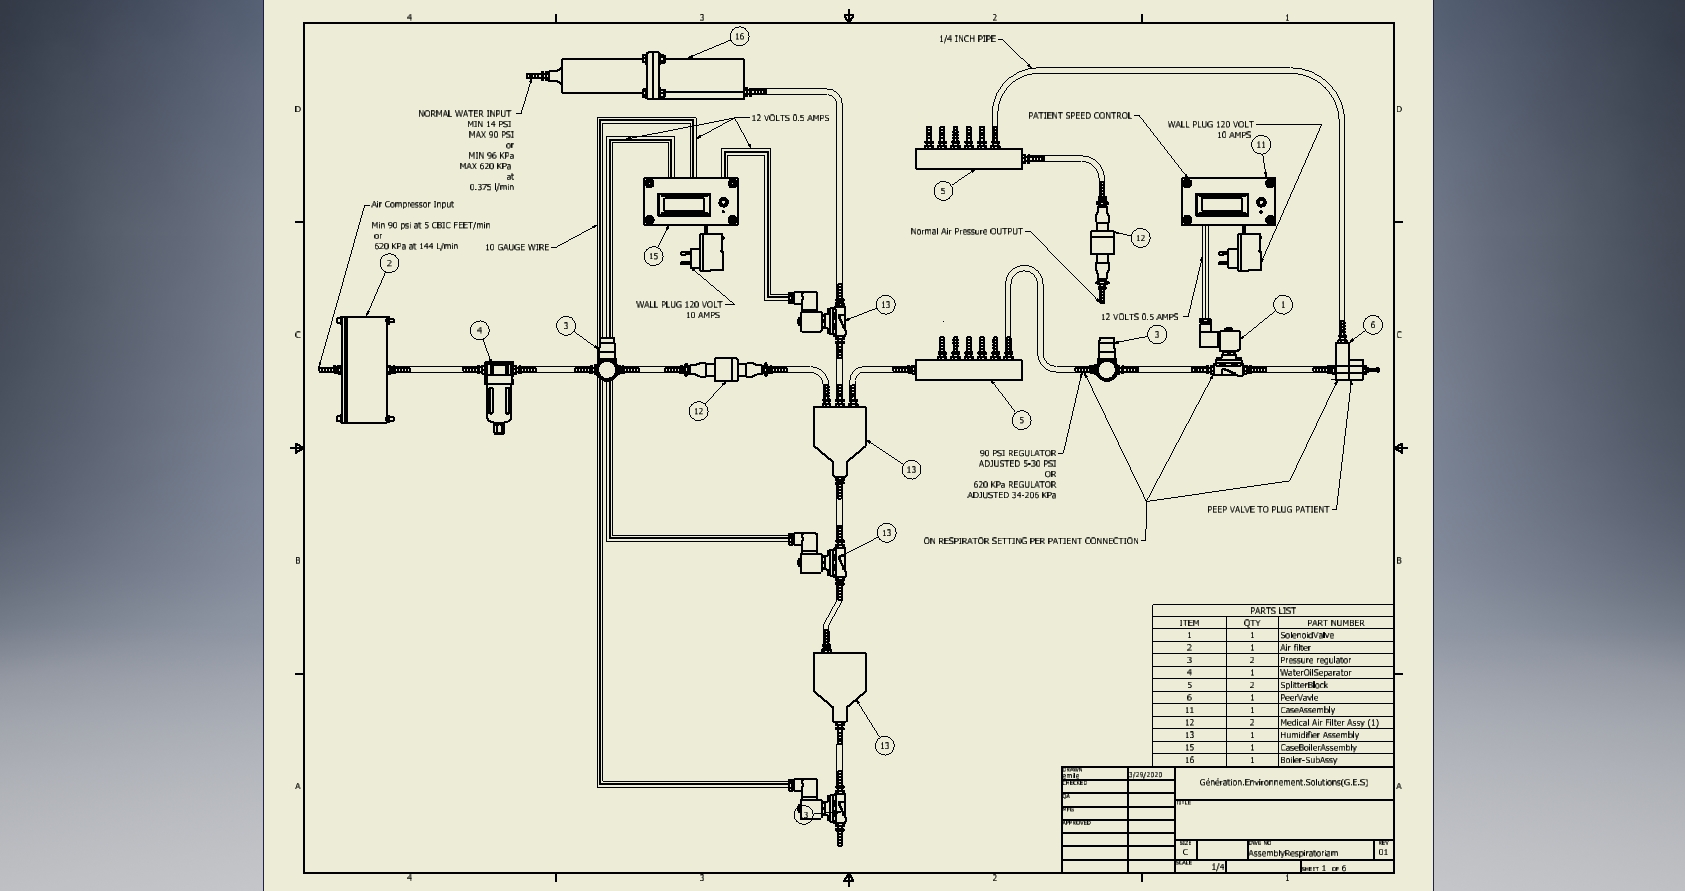 4
3
2
1
16
1/4 INCH PIPE
D
D
NORMAL WATER INPUT
MIN 14 PSI
MAX 90 PSI
or
MIN 96 KPa
MAX 620 KPa
at
0.375 l/min
12 VOLTS 0.5 AMPS
PATIENT SPEED CONTROL
WALL PLUG 120 VOLT
10 AMPS
11
5
Air Compressor Input
Min 90 psi at 5 CBIC FEET/min
or
620 KPa at 144 L/min
10 GAUGE WIRE
2
15
Normal Air Pressure OUTPUT
12
WALL PLUG 120 VOLT
10 AMPS
13
12 VOLTS 0.5 AMPS
1
4
3
3
6
C
C
12
5
13
90 PSI REGULATOR
ADJUSTED 5-30 PSI
OR
620 KPa REGULATOR
ADJUSTED 34-206 KPa
PEEP VALVE TO PLUG PATIENT
13
ON RESPIRATOR SETTING PER PATIENT CONNECTION
B
B
13
A
A
PARTS LIST
ITEM QTY PART NUMBER
1 1 SolenoidValve
2 1 Air filter
3 2 Pressure regulator
4 1 WaterOilSeparator
5 2 SplitterBlock
6 1 PeerVavle
11 1 CaseAssembly
12 2 Medical Air Filter Assy (1)
13 1 Humidifier Assembly
15 1 CaseBoilerAssembly
16 1 Boiler-SubAssy
DRAWN
emile 3/29/2020
CHECKED
QA
MFG
APPROVED
Génération.Environnement.Solutions(G.E.S)
TITLE
SIZE
C
DWG NO
AssemblyRespiratoriam
REV
01
SCALE
1/4
SHEET 1 OF 6
4
3
2
1